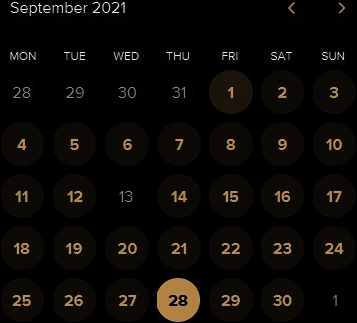 September 2021
MON TUE WED THU FRI SAT SUN
28 29 30 31 1 2 3
4 5 6 7 8 9 10
11 12 13 14 15 16 17
18 19 20 21 22 23 24
25 26 27 28 29 30 1